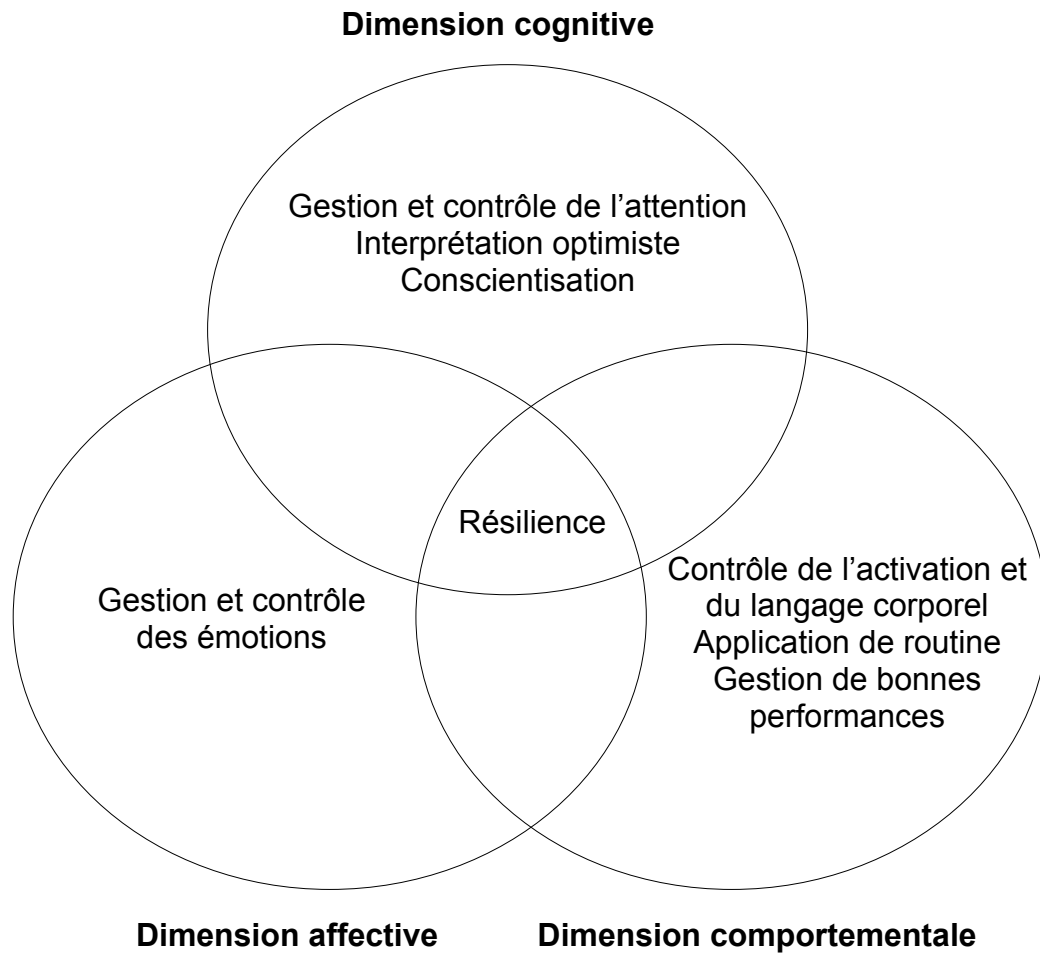 Dimension cognitive
Gestion et contrôle de l’attention
Interprétation optimiste
Conscientisation
Résilience
Gestion et contrôle
des émotions
Contrôle de l’activation et
du langage corporel
Application de routine
Gestion de bonnes
performances
Dimension affective
Dimension comportementale